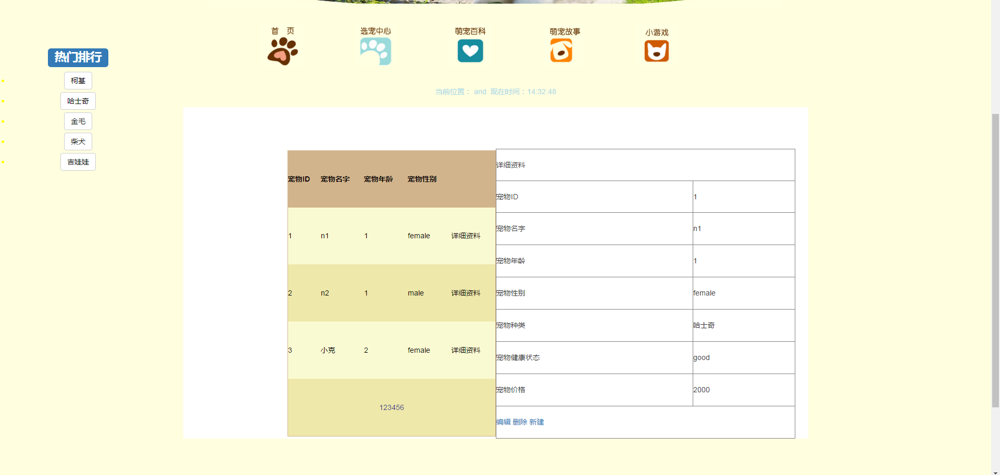 首 页 选宠中心 萌宠百科 萌宠故事 小游戏
热门排行
柯基
哈士奇
金毛
柴犬
吉娃娃
当前位置： and 现在时间：14:32:48
宠物ID 宠物名字 宠物年龄 宠物性别
1 n1 1 female 详细资料
2 n2 1 male 详细资料
3 小克 2 female 详细资料
123456
详细资料
宠物ID 1
宠物名字 n1
宠物年龄 1
宠物性别 female
宠物种类 哈士奇
宠物健康状态 good
宠物价格 2000
编辑 删除 新建